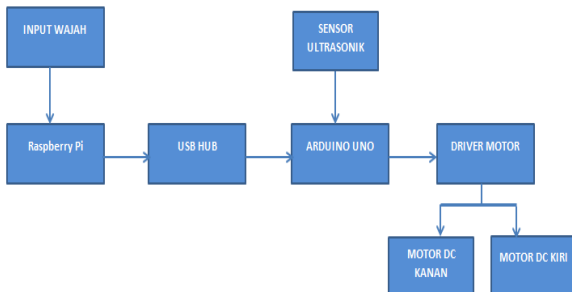 INPUT WAJAH
SENSOR
ULTRASONIK
Raspberry Pi
USB HUB
ARDUINO UNO
DRIVER MOTOR
MOTOR DC
KANAN
MOTOR DC KIRI